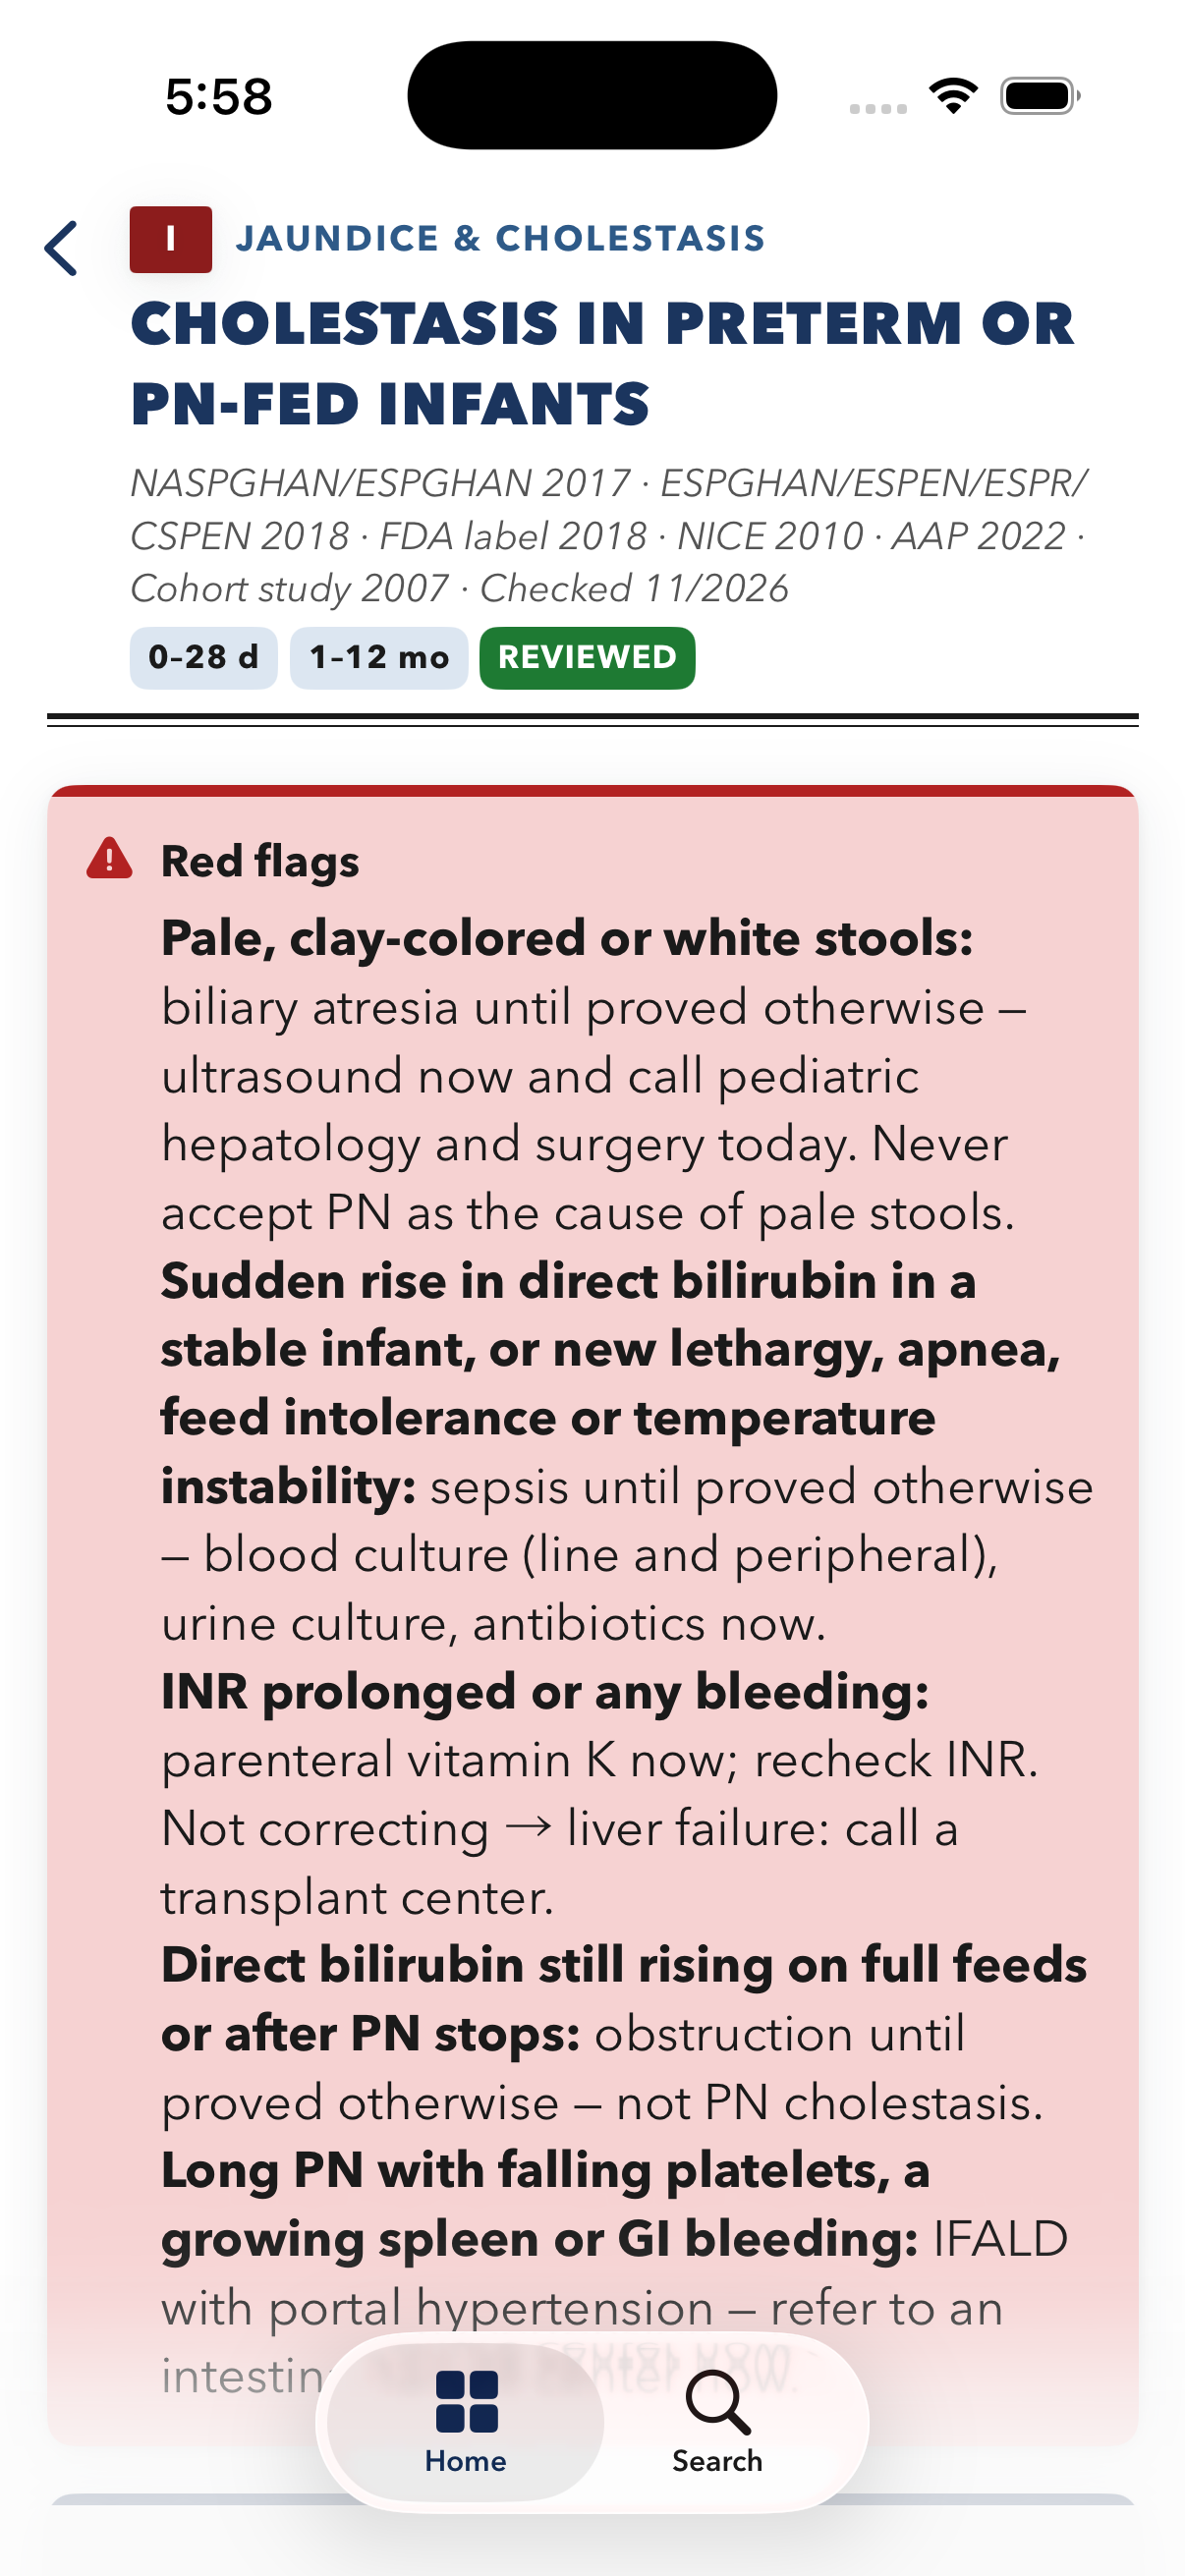 5:58
I JAUNDICE & CHOLESTASIS
CHOLESTASIS IN PRETERM OR
PN-FED INFANTS
NASPGHAN/ESPGHAN 2017 · ESPGHAN/ESPEN/ESPR/
CSPEN 2018 · FDA label 2018 · NICE 2010 · AAP 2022 ·
Cohort study 2007 · Checked 11/2026
0–28 d 1–12 mo REVIEWED
Red flags
Pale, clay-colored or white stools:
biliary atresia until proved otherwise –
ultrasound now and call pediatric
hepatology and surgery today. Never
accept PN as the cause of pale stools.
Sudden rise in direct bilirubin in a
stable infant, or new lethargy, apnea,
feed intolerance or temperature
instability: sepsis until proved otherwise
– blood culture (line and peripheral),
urine culture, antibiotics now.
INR prolonged or any bleeding:
parenteral vitamin K now; recheck INR.
Not correcting → liver failure: call a
transplant center.
Direct bilirubin still rising on full feeds
or after PN stops: obstruction until
proved otherwise – not PN cholestasis.
Long PN with falling platelets, a
growing spleen or GI bleeding: IFALD
with portal hypertension – refer to an
Home Search